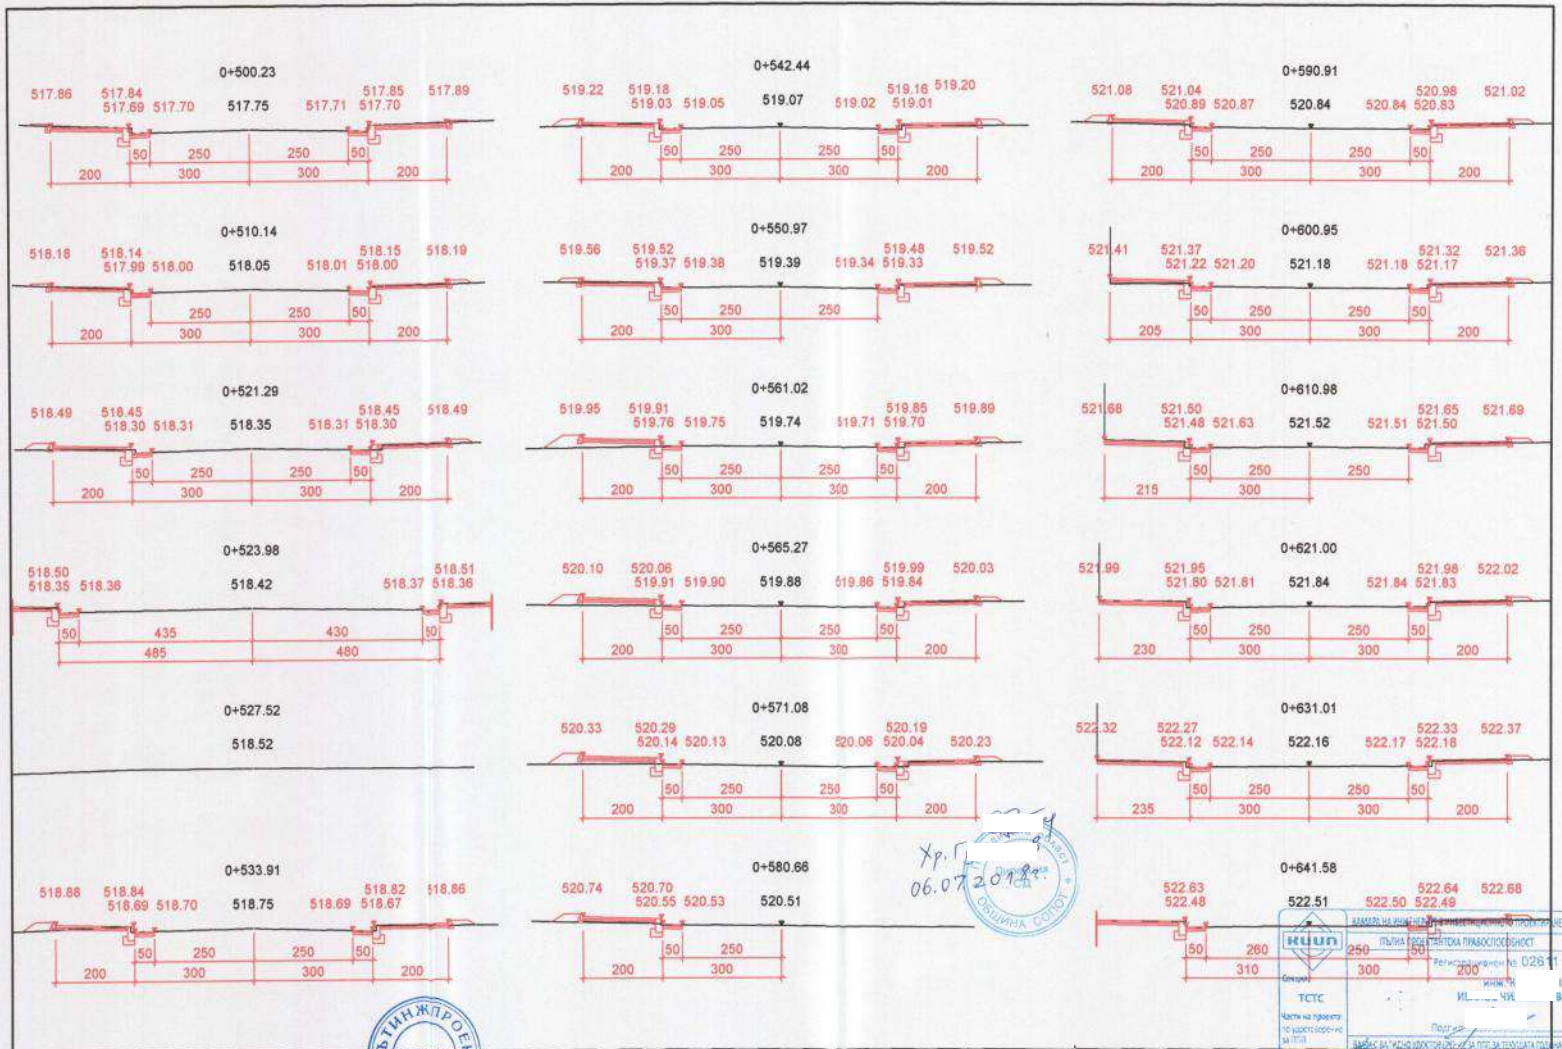 0+500.23
517.86 517.84 517.85 517.89
517.69 517.70 517.75 517.71 517.70
50 250 250 50
200 300 300 200
0+510.14
518.18 518.14 518.15 518.19
517.99 518.00 518.05 518.01 518.00
250 250 50
200 300 300 200
0+521.29
518.49 518.45 518.45 518.49
518.30 518.31 518.35 518.31 518.30
50 250 250 50
200 300 300 200
0+523.98
518.50 518.51
518.35 518.36 518.42 518.37 518.36
50 435 430 50
485 480
0+527.52
518.52
0+533.91
518.88 518.84 518.82 518.86
518.69 518.70 518.75 518.69 518.67
50 250 250 50
200 300 300 200
0+542.44
519.22 519.18 519.16 519.20
519.03 519.05 519.07 519.02 519.01
50 250 250 50
200 300 300 200
0+550.97
519.56 519.52 519.48 519.52
519.37 519.38 519.39 519.34 519.33
50 250 250
200 300
0+561.02
519.95 519.91 519.85 519.89
519.76 519.75 519.74 519.71 519.70
50 250 250 50
200 300 300 200
0+565.27
520.10 520.06 519.99 520.03
519.91 519.90 519.88 519.86 519.84
50 250 250 50
200 300 300 200
0+571.08
520.33 520.29 520.19
520.14 520.13 520.08 520.06 520.04 520.23
50 250 250 50
200 300 300 200
0+580.66
520.74 520.70
520.55 520.53 520.51
50 250
200 300
Хр. Г
06.07.2018г.
ОБЩИНА СОПОТ
0+590.91
521.08 521.04 520.98 521.02
520.89 520.87 520.84 520.84 520.83
50 250 250 50
200 300 300 200
0+600.95
521.41 521.37 521.32 521.36
521.22 521.20 521.18 521.18 521.17
50 250 250 50
205 300 300 200
0+610.98
521.68 521.50 521.65 521.69
521.48 521.63 521.52 521.51 521.50
50 250 250
215 300
0+621.00
521.99 521.95 521.98 522.02
521.80 521.81 521.84 521.84 521.83
50 250 250 50
230 300 300 200
0+631.01
522.32 522.27 522.33 522.37
522.12 522.14 522.16 522.17 522.18
50 250 250 50
235 300 300 200
0+641.58
522.63 522.64 522.68
522.48 522.51 522.50 522.49
50 260 250 50
310 300 200
КАМАРА НА ИНЖЕНЕРИТЕ В ИНВЕСТИЦИОННОТО ПРОЕКТИРАНЕ
КИИП
ПЪЛНА ПРОЕКТАНТСКА ПРАВОСПОСОБНОСТ
Регистрационен № 02611
Секция:
ТСТС
Части на проекта:
по удостоверение
за ППП
инж.
Подпис